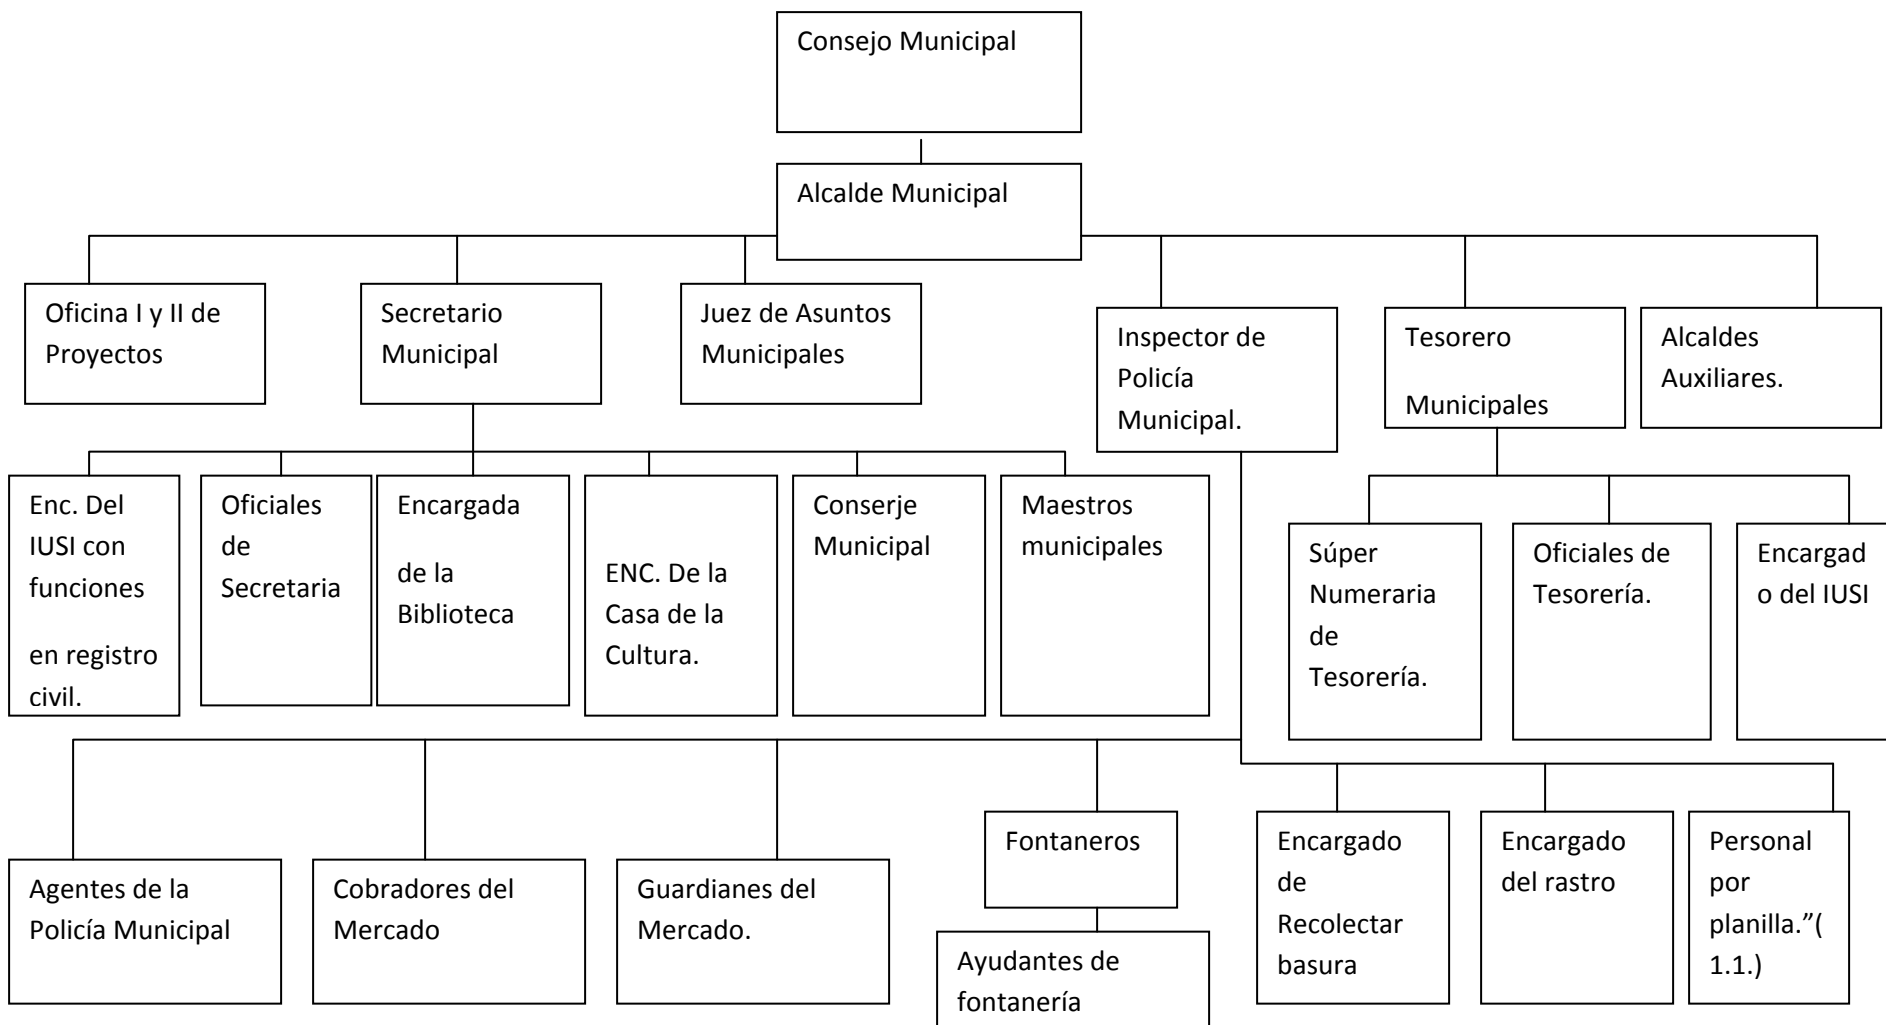 Consejo Municipal
Alcalde Municipal
Oficina I y II de
Proyectos
Secretario
Municipal
Juez de Asuntos
Municipales
Inspector de
Policía
Municipal.
Tesorero
Municipales
Alcaldes
Auxiliares.
Enc. Del
IUSI con
funciones
en registro
civil.
Oficiales
de
Secretaria
Encargada
de la
Biblioteca
ENC. De la
Casa de la
Cultura.
Conserje
Municipal
Maestros
municipales
Súper
Numeraria
de
Tesorería.
Oficiales de
Tesorería.
Encargad
o del IUSI
Agentes de la
Policía Municipal
Cobradores del
Mercado
Guardianes del
Mercado.
Fontaneros
Ayudantes de
fontanería
Encargado
de
Recolectar
basura
Encargado
del rastro
Personal
por
planilla.”(
1.1.)